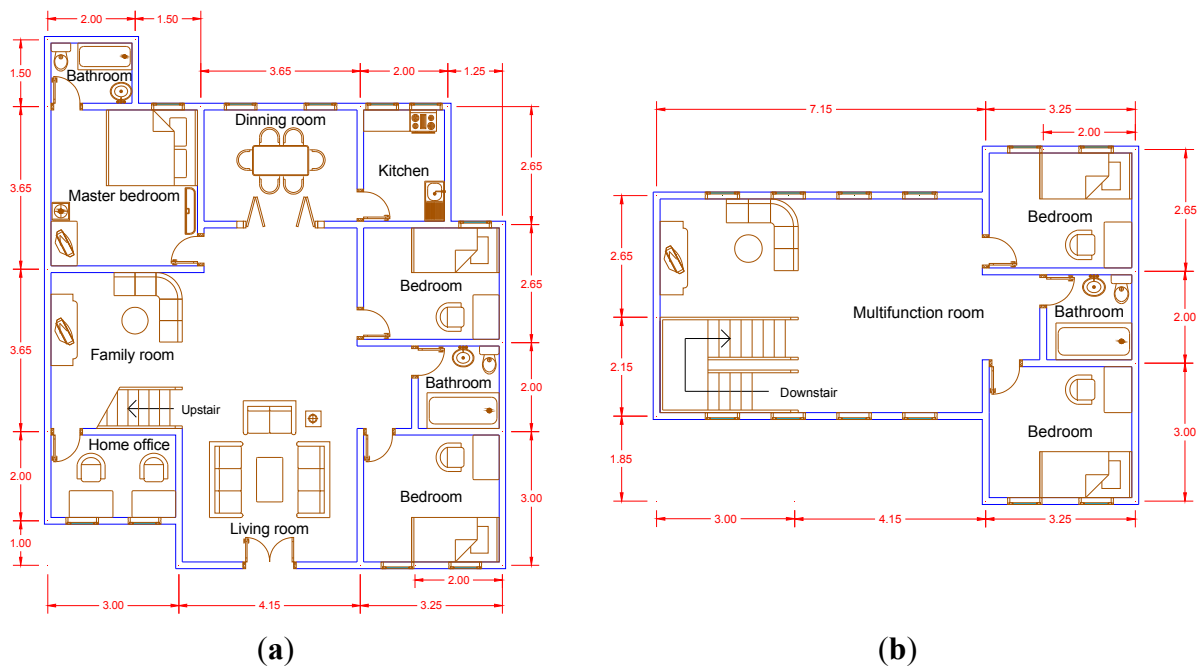 2.00
1.50
1.50
3.65
2.00
1.25
Bathroom
Dinning room
Kitchen
2.65
3.65
Master bedroom
Bedroom
2.65
3.65
Family room
Upstair
Bathroom
2.00
Home office
2.00
Bedroom
3.00
Living room
1.00
2.00
3.00
4.15
3.25
(a)
7.15
3.25
2.00
2.65
Bedroom
2.65
Multifunction room
Bathroom
2.00
2.15
Downstair
Bedroom
3.00
1.85
3.00
4.15
3.25
(b)